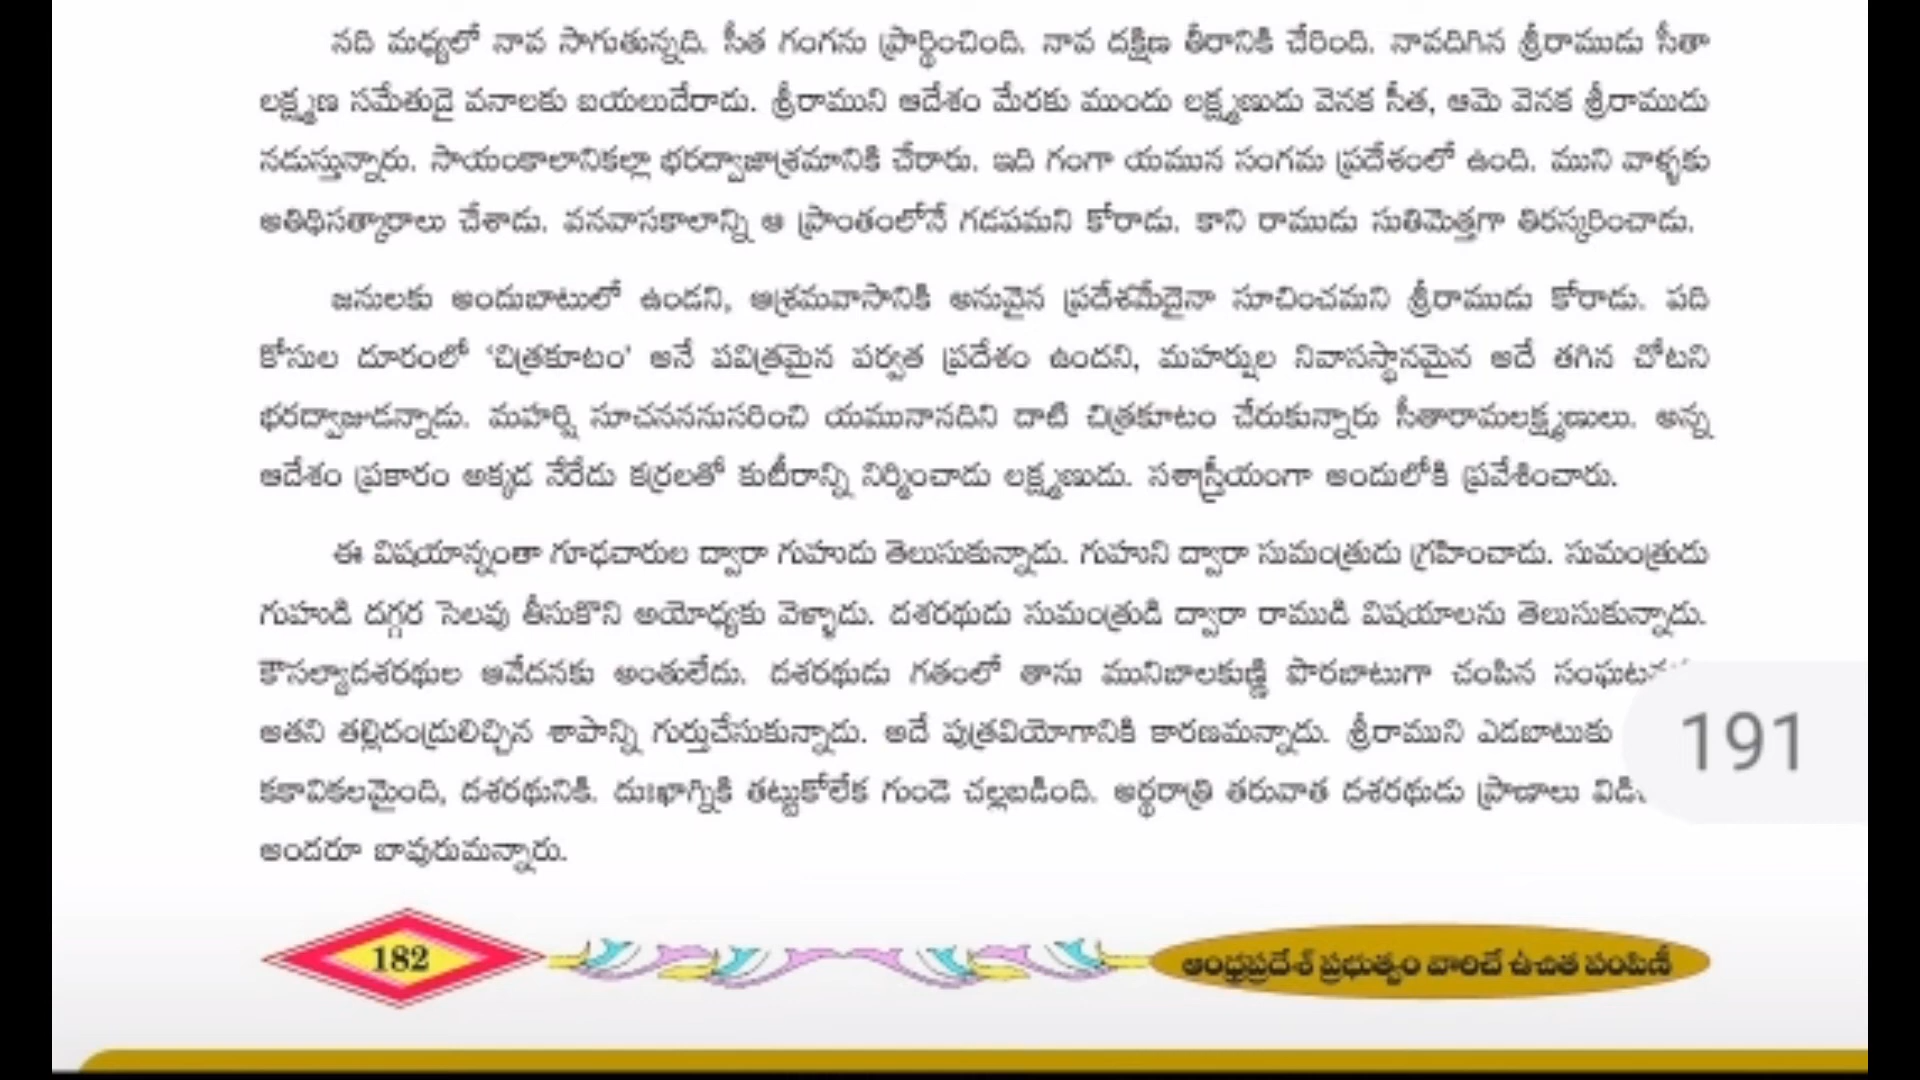 నది మధ్యలో నావ సాగుతున్నది. సీత గంగను ప్రార్థించింది. నావ దక్షిణ తీరానికి చేరింది. నావదిగిన శ్రీరాముడు సీతా
లక్ష్మణ సమేతుడై వనాలకు బయలుదేరాడు. శ్రీరాముని ఆదేశం మేరకు ముందు లక్ష్మణుడు వెనక సీత, ఆమె వెనక శ్రీరాముడు
నడుస్తున్నారు. సాయంకాలానికల్లా భరద్వాజాశ్రమానికి చేరారు. ఇది గంగా యమున సంగమ ప్రదేశంలో ఉంది. ముని వాళ్ళకు
అతిథిసత్కారాలు చేశాడు. వనవాసకాలాన్ని ఆ ప్రాంతంలోనే గడపమని కోరాడు. కాని రాముడు సుతిమెత్తగా తిరస్కరించాడు.
జనులకు అందుబాటులో ఉండని, ఆశ్రమవాసానికి అనువైన ప్రదేశమేదైనా సూచించమని శ్రీరాముడు కోరాడు. పది
కోసుల దూరంలో ‘చిత్రకూటం’ అనే పవిత్రమైన పర్వత ప్రదేశం ఉందని, మహర్షుల నివాసస్థానమైన అదే తగిన చోటని
భరద్వాజుడన్నాడు. మహర్షి సూచనననుసరించి యమునానదిని దాటి చిత్రకూటం చేరుకున్నారు సీతారామలక్ష్మణులు. అన్న
ఆదేశం ప్రకారం అక్కడ నేరేడు కర్రలతో కుటీరాన్ని నిర్మించాడు లక్ష్మణుడు. సశాస్త్రీయంగా అందులోకి ప్రవేశించారు.
ఈ విషయాన్నంతా గూఢచారుల ద్వారా గుహుడు తెలుసుకున్నాడు. గుహుని ద్వారా సుమంత్రుడు గ్రహించాడు. సుమంత్రుడు
గుహుడి దగ్గర సెలవు తీసుకొని అయోధ్యకు వెళ్ళాడు. దశరథుడు సుమంత్రుడి ద్వారా రాముడి విషయాలను తెలుసుకున్నాడు.
కౌసల్యాదశరథుల ఆవేదనకు అంతులేదు. దశరథుడు గతంలో తాను మునిబాలకుణ్ణి పొరబాటుగా చంపిన
అతని తల్లిదండ్రులిచ్చిన శాపాన్ని గుర్తుచేసుకున్నాడు. అదే పుత్రవియోగానికి కారణమన్నాడు. శ్రీరాముని ఎడబాటుకు
కకావికలమైంది, దశరథునికి. దుఃఖాగ్నికి తట్టుకోలేక గుండె చల్లబడింది. అర్థరాత్రి తరువాత దశరథుడు ప్రాణాలు
అందరూ బావురుమన్నారు.
191
182
ఆంధ్రప్రదేశ్ ప్రభుత్వం వారిచే ఉచిత పంపిణీ